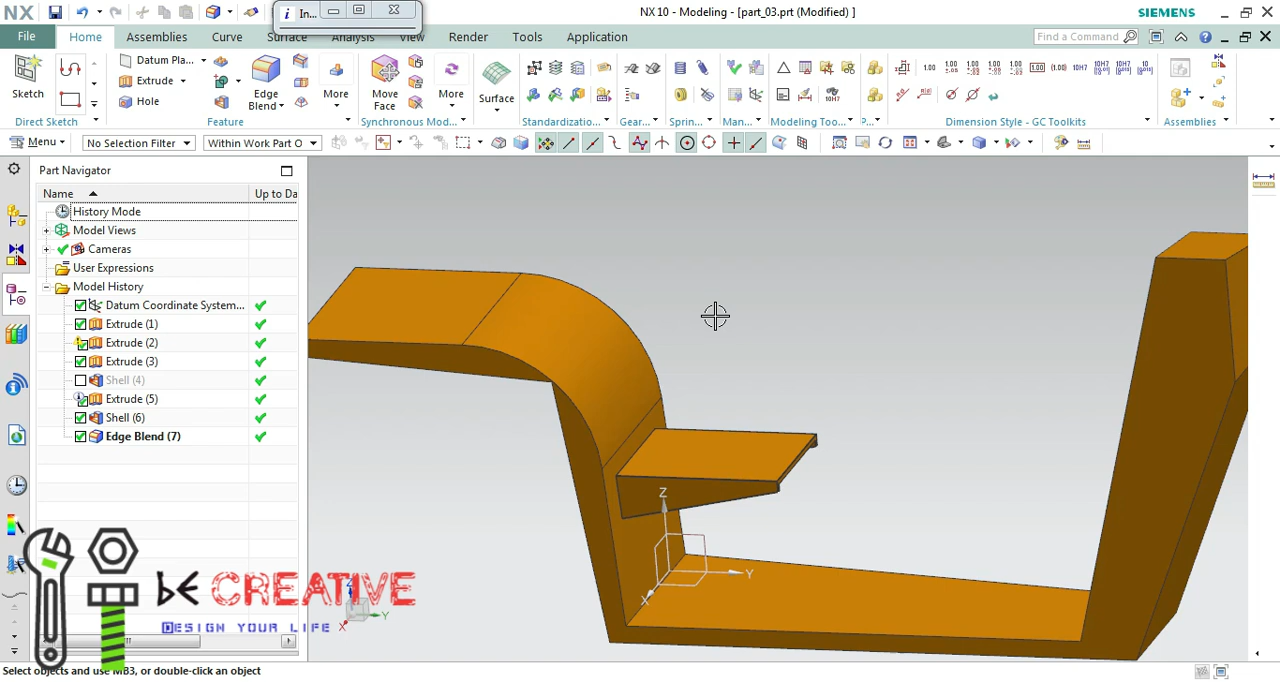 NX
In...
NX 10 - Modeling - [part_03.prt (Modified) ]
SIEMENS
File
Home
Assemblies
Curve
Surface
Analysis
View
Render
Tools
Application
Find a Command
Sketch
Datum Pla...
Extrude
Hole
Edge
Blend
More
Move
Face
More
Surface
Direct Sketch
Feature
Synchronous Mod...
Standardization...
Gear...
Sprin...
Man...
Modeling Too...
P...
Dimension Style - GC Toolkits
Assemblies
Menu
No Selection Filter
Within Work Part O
Part Navigator
Name
Up to Da
History Mode
Model Views
Cameras
User Expressions
Model History
Datum Coordinate System...
Extrude (1)
Extrude (2)
Extrude (3)
Shell (4)
Extrude (5)
Shell (6)
Edge Blend (7)
Z
Y
X
BE CREATIVE
DESIGN YOUR LIFE
X
Y
Select objects and use MB3, or double-click an object